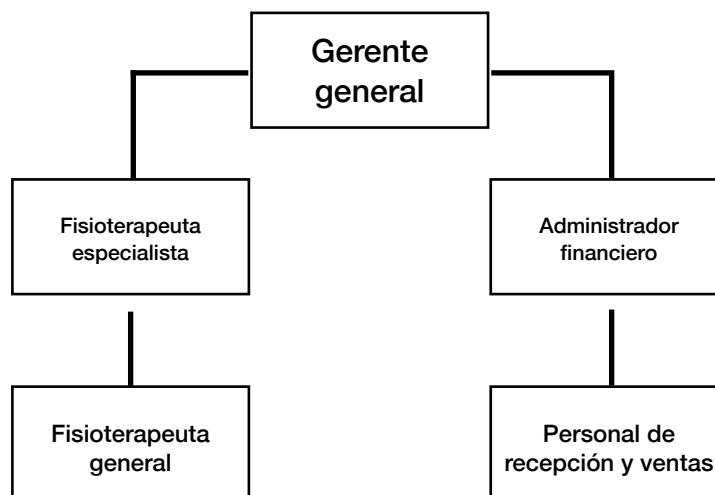 Gerente
general
Fisioterapeuta
especialista
Administrador
financiero
Fisioterapeuta
general
Personal de
recepción y ventas